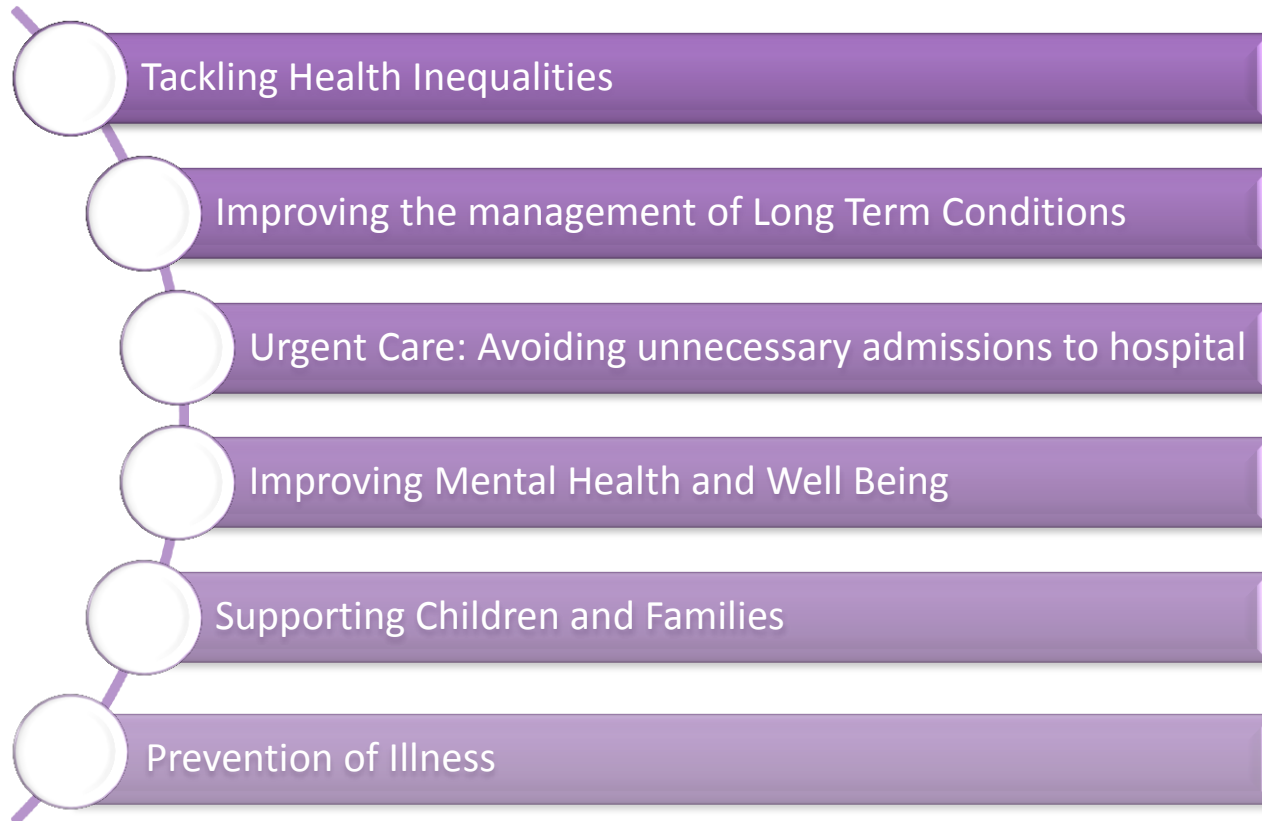 Tackling Health Inequalities
Improving the management of Long Term Conditions
Urgent Care: Avoiding unnecessary admissions to hospital
Improving Mental Health and Well Being
Supporting Children and Families
Prevention of Illness